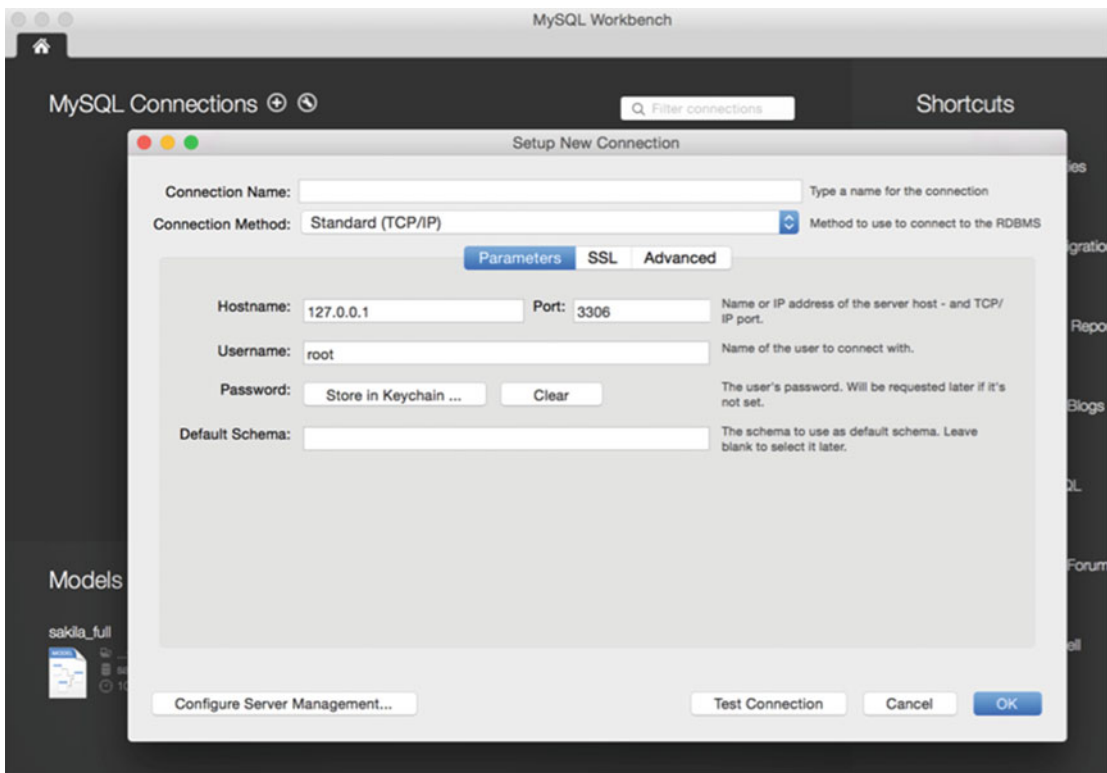 MySQL Workbench
MySQL Connections
Filter connections
Shortcuts
Setup New Connection
Connection Name:
Type a name for the connection
Connection Method:
Standard (TCP/IP)
Method to use to connect to the RDBMS
Parameters
SSL
Advanced
Hostname:
127.0.0.1
Port:
3306
Name or IP address of the server host - and TCP/
IP port.
Username:
root
Name of the user to connect with.
Password:
Store in Keychain ...
Clear
The user's password. Will be requested later if it's
not set.
Default Schema:
The schema to use as default schema. Leave
blank to select it later.
Blogs
Models
sakila_full
MODEL
Configure Server Management...
Test Connection
Cancel
OK